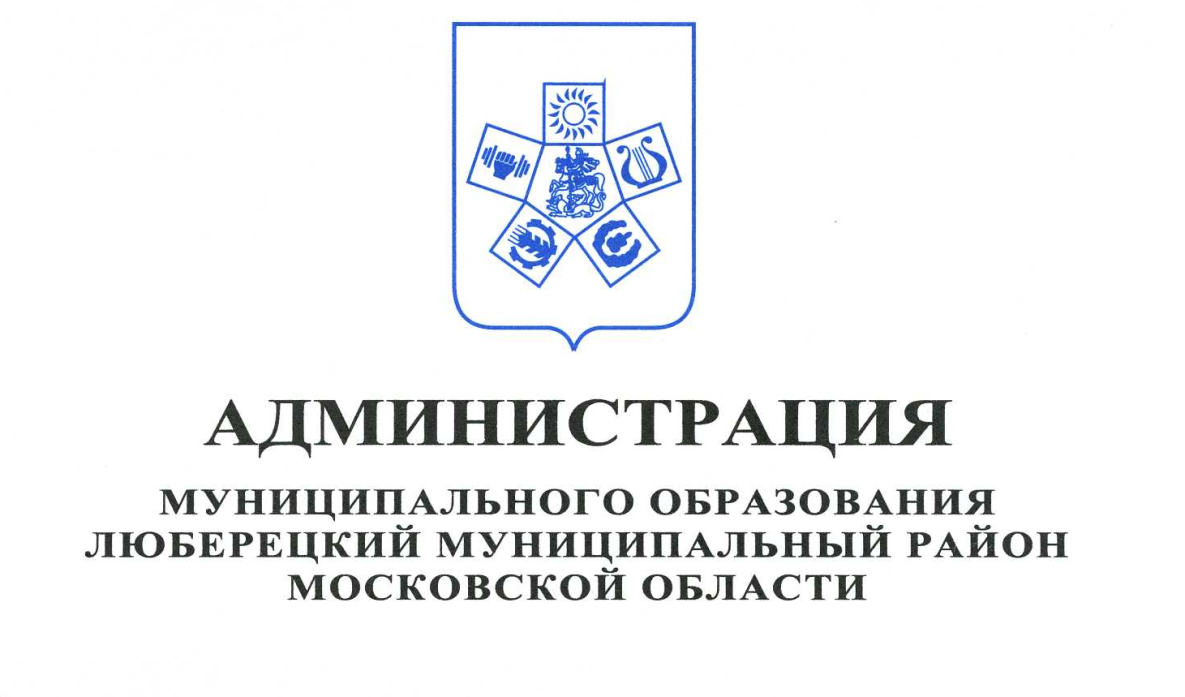 АДМИНИСТРАЦИЯ
МУНИЦИПАЛЬНОГО ОБРАЗОВАНИЯ
ЛЮБЕРЕЦКИЙ МУНИЦИПАЛЬНЫЙ РАЙОН
МОСКОВСКОЙ ОБЛАСТИ